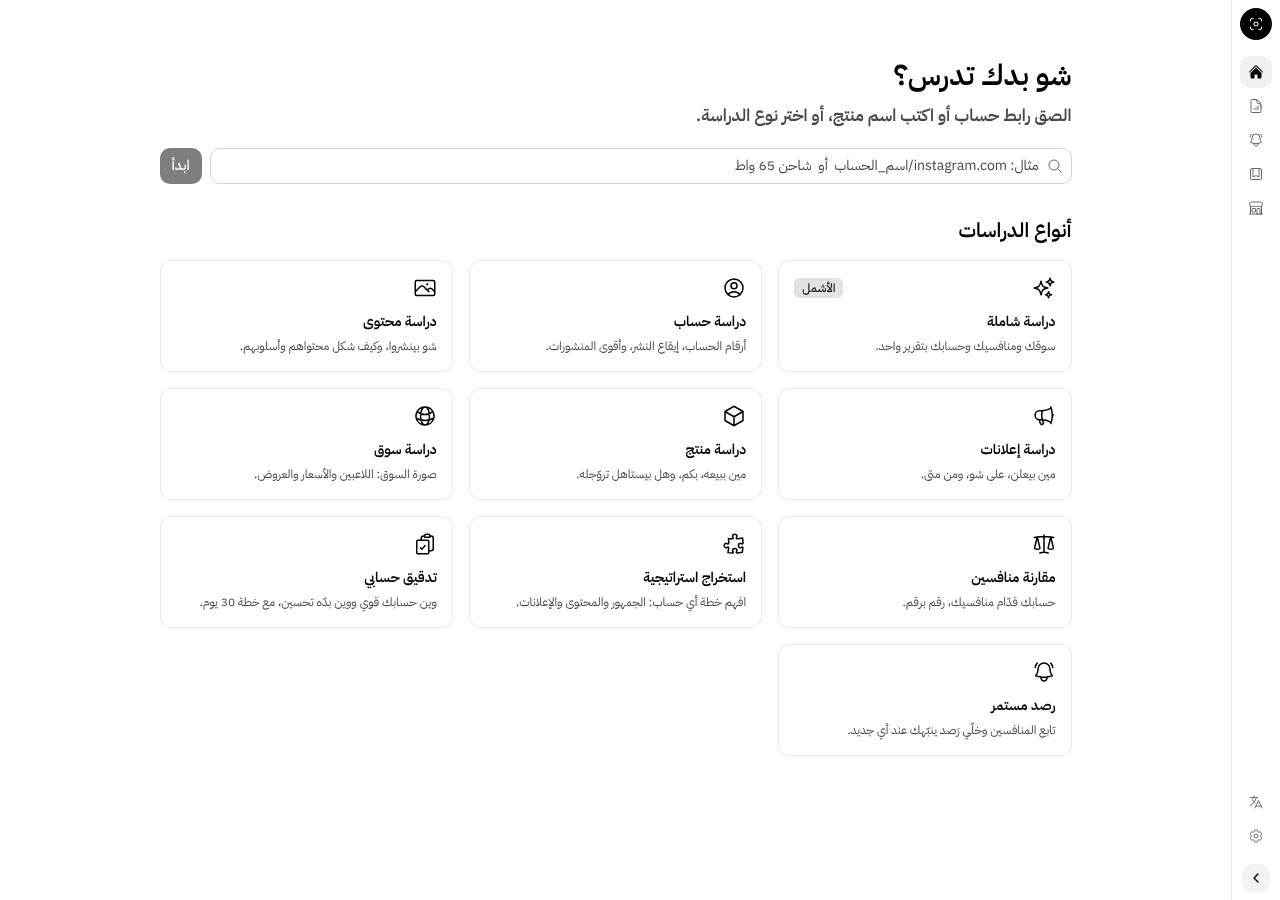 شو بدك تدرس؟
الصق رابط حساب أو اكتب اسم منتج، أو اختر نوع الدراسة.
مثال: instagram.com/اسم_الحساب أو شاحن 65 واط
ابدأ
أنواع الدراسات
الأشمل
دراسة شاملة
سوقك ومنافسيك وحسابك بتقرير واحد.
دراسة حساب
أرقام الحساب، إيقاع النشر، وأقوى المنشورات.
دراسة محتوى
شو بينشروا، وكيف شكل محتواهم وأسلوبهم.
دراسة إعلانات
مين بيعلن، على شو، ومن متى.
دراسة منتج
مين ببيعه، بكم، وهل بيستاهل تروّجله.
دراسة سوق
صورة السوق: اللاعبين والأسعار والعروض.
مقارنة منافسين
حسابك قدّام منافسيك، رقم برقم.
استخراج استراتيجية
افهم خطة أي حساب: الجمهور والمحتوى والإعلانات.
تدقيق حسابي
وين حسابك قوي ووين بدّه تحسين، مع خطة 30 يوم.
رصد مستمر
تابع المنافسين وخلّي رَصد ينبّهك عند أي جديد.